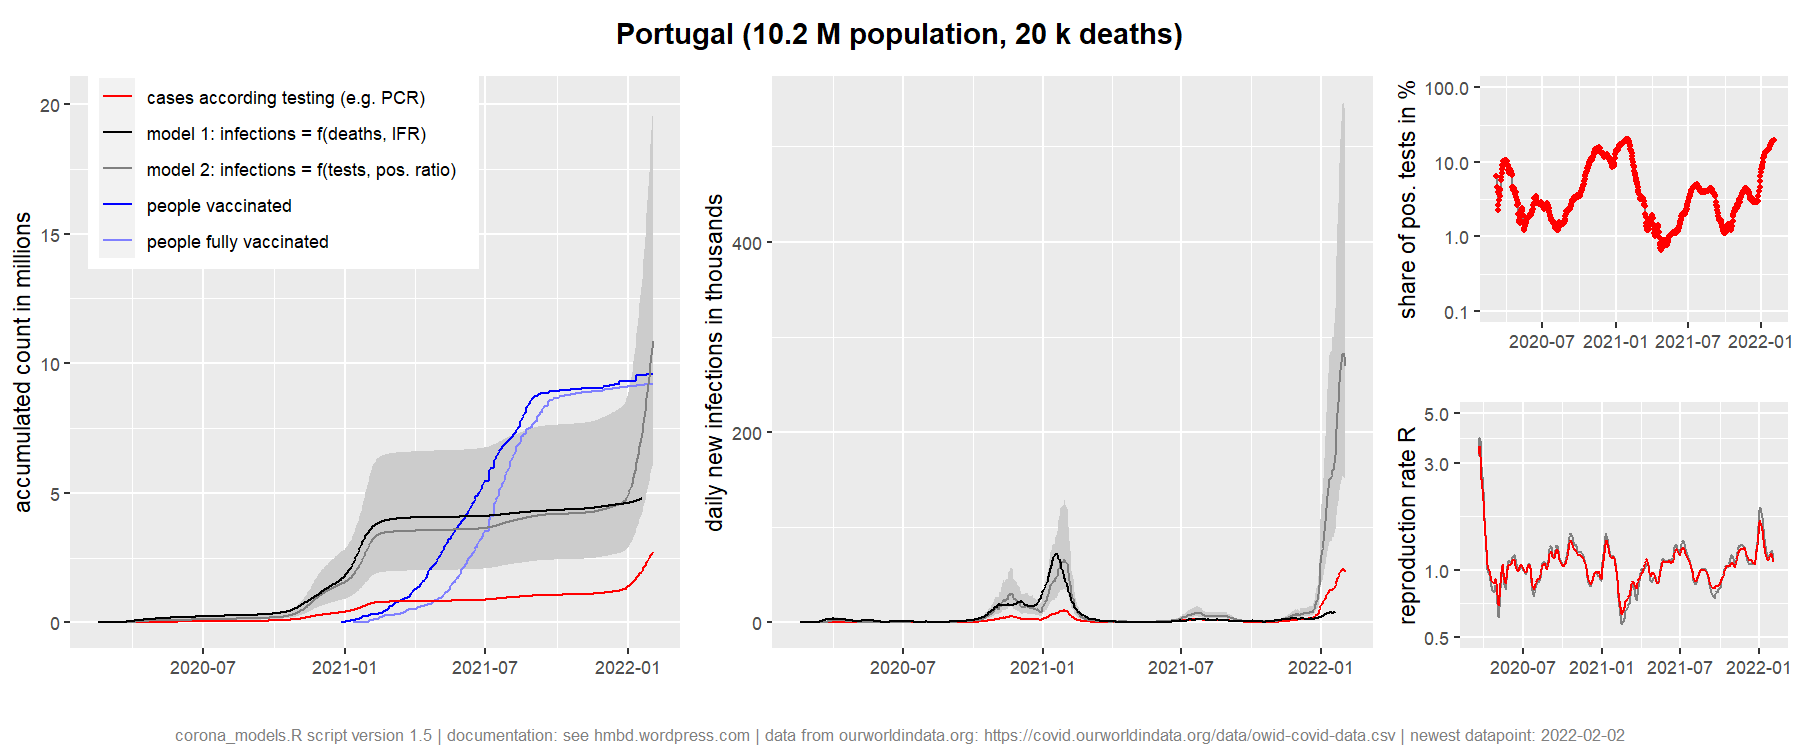 Portugal (10.2 M population, 20 k deaths)
accumulated count in millions
20
15
10
5
0
cases according testing (e.g. PCR)
model 1: infections = f(deaths, IFR)
model 2: infections = f(tests, pos. ratio)
people vaccinated
people fully vaccinated
2020-07 2021-01 2021-07 2022-01
daily new infections in thousands
400
200
0
2020-07 2021-01 2021-07 2022-01
share of pos. tests in %
100.0
10.0
1.0
0.1
2020-07 2021-01 2021-07 2022-01
reproduction rate R
5.0
3.0
1.0
0.5
2020-07 2021-01 2021-07 2022-01
corona_models.R script version 1.5 | documentation: see hmbd.wordpress.com | data from ourworldindata.org: https://covid.ourworldindata.org/data/owid-covid-data.csv | newest datapoint: 2022-02-02